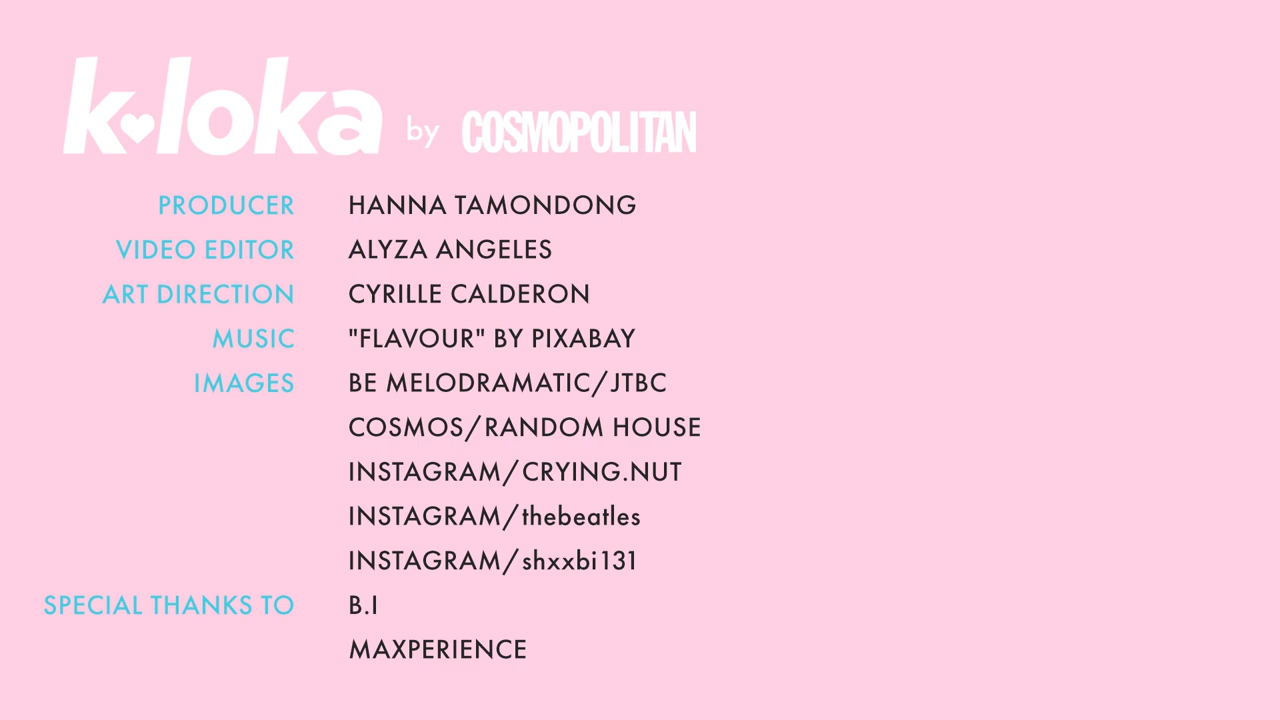 k loka by COSMOPOLITAN
PRODUCER HANNA TAMONDONG
VIDEO EDITOR ALYZA ANGELES
ART DIRECTION CYRILLE CALDERON
MUSIC "FLAVOUR" BY PIXABAY
IMAGES BE MELODRAMATIC/JTBC
COSMOS/RANDOM HOUSE
INSTAGRAM/CRYING.NUT
INSTAGRAM/thebeatles
INSTAGRAM/shxxbi131
SPECIAL THANKS TO B.I
MAXPERIENCE